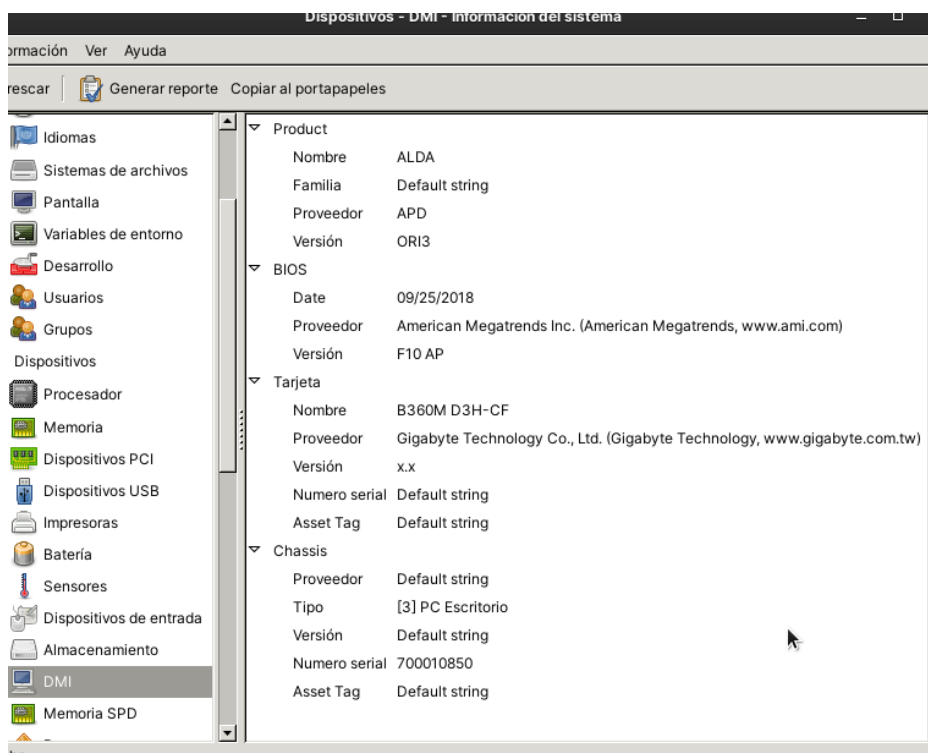 Dispositivos - DMI - Información del sistema
ormación Ver Ayuda
rescar Generar reporte Copiar al portapapeles
Idiomas
Sistemas de archivos
Pantalla
Variables de entorno
Desarrollo
Usuarios
Grupos
Dispositivos
Procesador
Memoria
Dispositivos PCI
Dispositivos USB
Impresoras
Batería
Sensores
Dispositivos de entrada
Almacenamiento
DMI
Memoria SPD
Product
Nombre ALDA
Familia Default string
Proveedor APD
Versión ORI3
BIOS
Date 09/25/2018
Proveedor American Megatrends Inc. (American Megatrends, www.ami.com)
Versión F10 AP
Tarjeta
Nombre B360M D3H-CF
Proveedor Gigabyte Technology Co., Ltd. (Gigabyte Technology, www.gigabyte.com.tw)
Versión x.x
Numero serial Default string
Asset Tag Default string
Chassis
Proveedor Default string
Tipo [3] PC Escritorio
Versión Default string
Numero serial 700010850
Asset Tag Default string